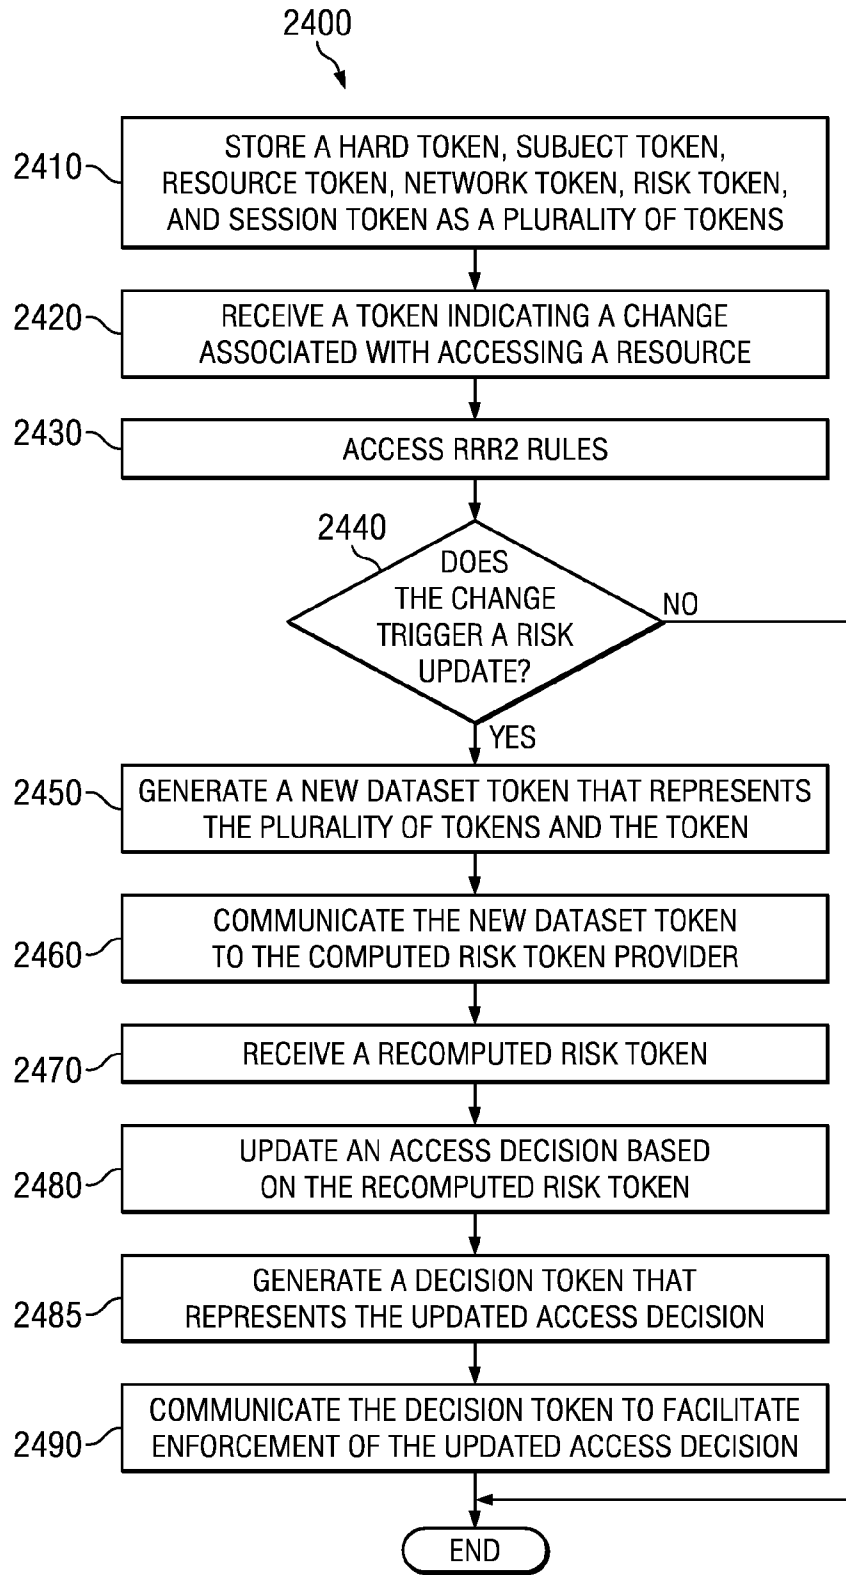 2400
2410
STORE A HARD TOKEN, SUBJECT TOKEN,
RESOURCE TOKEN, NETWORK TOKEN, RISK TOKEN,
AND SESSION TOKEN AS A PLURALITY OF TOKENS
2420
RECEIVE A TOKEN INDICATING A CHANGE
ASSOCIATED WITH ACCESSING A RESOURCE
2430
ACCESS RRR2 RULES
2440
DOES
THE CHANGE
TRIGGER A RISK
UPDATE?
NO
YES
2450
GENERATE A NEW DATASET TOKEN THAT REPRESENTS
THE PLURALITY OF TOKENS AND THE TOKEN
2460
COMMUNICATE THE NEW DATASET TOKEN
TO THE COMPUTED RISK TOKEN PROVIDER
2470
RECEIVE A RECOMPUTED RISK TOKEN
2480
UPDATE AN ACCESS DECISION BASED
ON THE RECOMPUTED RISK TOKEN
2485
GENERATE A DECISION TOKEN THAT
REPRESENTS THE UPDATED ACCESS DECISION
2490
COMMUNICATE THE DECISION TOKEN TO FACILITATE
ENFORCEMENT OF THE UPDATED ACCESS DECISION
END